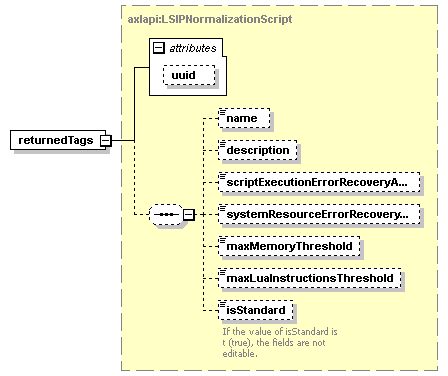 axlapi:LSIPNormalizationScript
attributes
uuid
name
returnedTags
description
scriptExecutionErrorRecoveryA...
systemResourceErrorRecovery...
maxMemoryThreshold
maxLuaInstructionsThreshold
isStandard
If the value of isStandard is
t (true), the fields are not
editable.